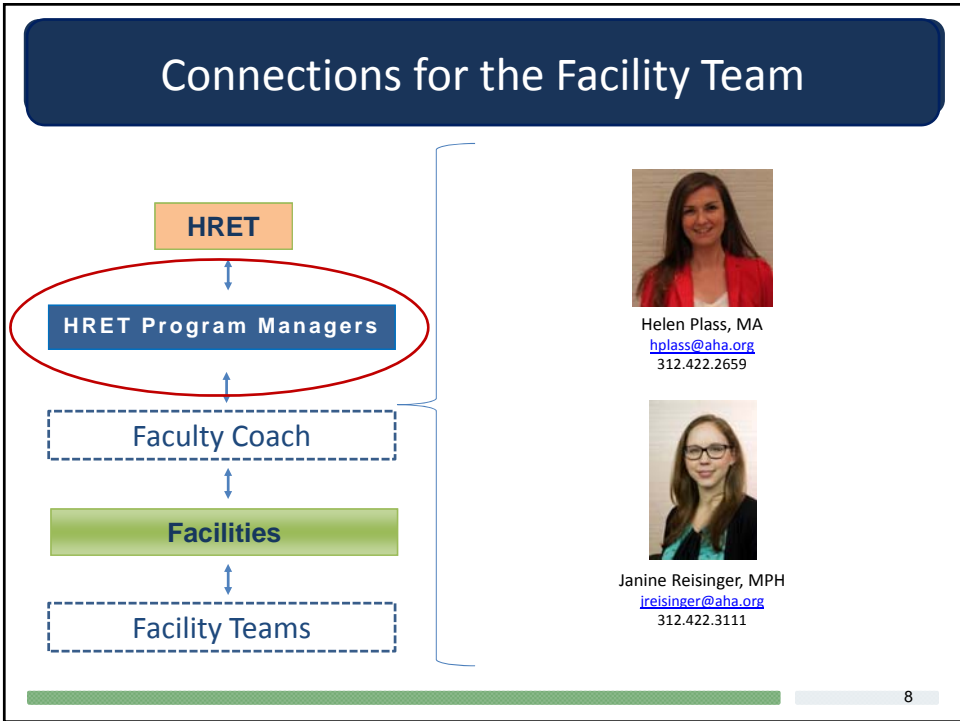 Connections for the Facility Team
HRET
HRET Program Managers
Faculty Coach
Facilities
Facility Teams
Helen Plass, MA
hplass@aha.org
312.422.2659
Janine Reisinger, MPH
jreisinger@aha.org
312.422.3111
8